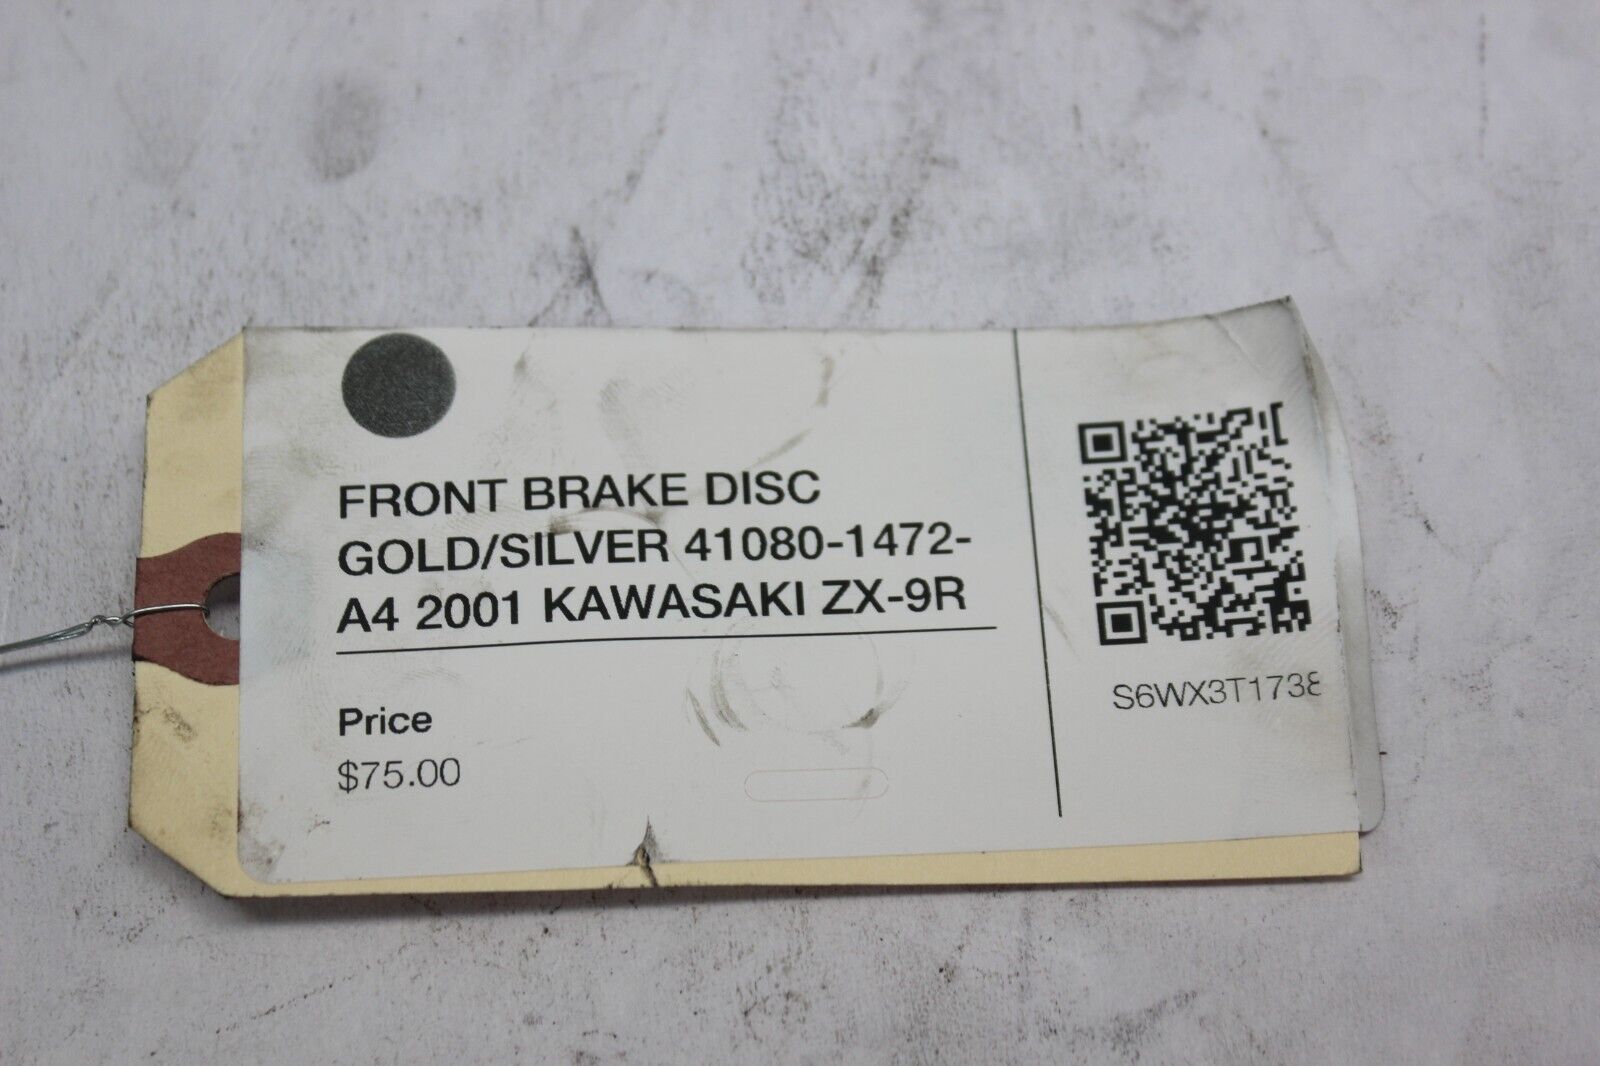 FRONT BRAKE DISC
GOLD/SILVER 41080-1472-
A4 2001 KAWASAKI ZX-9R
Price
$75.00
S6WX3T1738